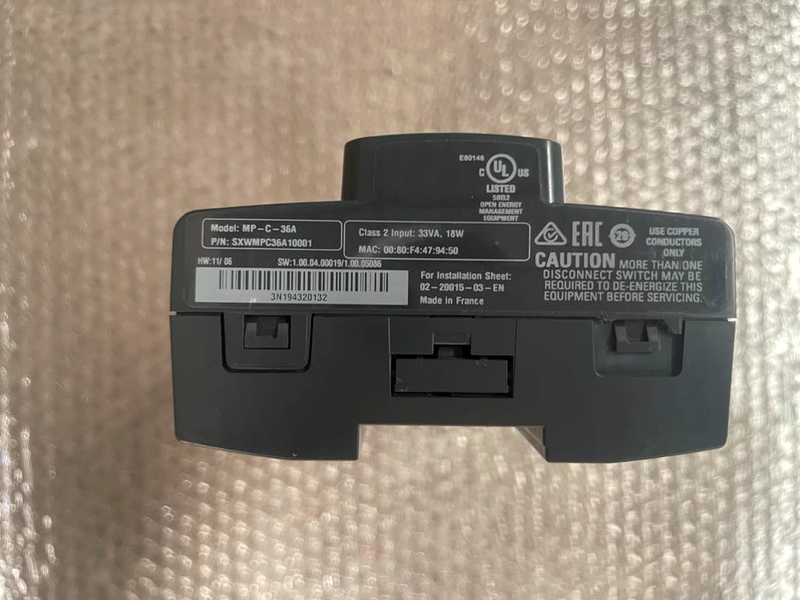 E80146
C UL US
LISTED
58B2
OPEN ENERGY
MANAGEMENT
EQUIPMENT
Model: MP-C-36A
P/N: SXWMPC36A10001
Class 2 Input: 33VA, 18W
MAC: 00:80:F4:47:94:50
EAC
USE COPPER
CONDUCTORS
ONLY
HW:11/ 06
SW:1.00.04.00019/1.00.05086
3N194320132
For Installation Sheet:
02-20015-03-EN
Made in France
CAUTION MORE THAN ONE
DISCONNECT SWITCH MAY BE
REQUIRED TO DE-ENERGIZE THIS
EQUIPMENT BEFORE SERVICING.